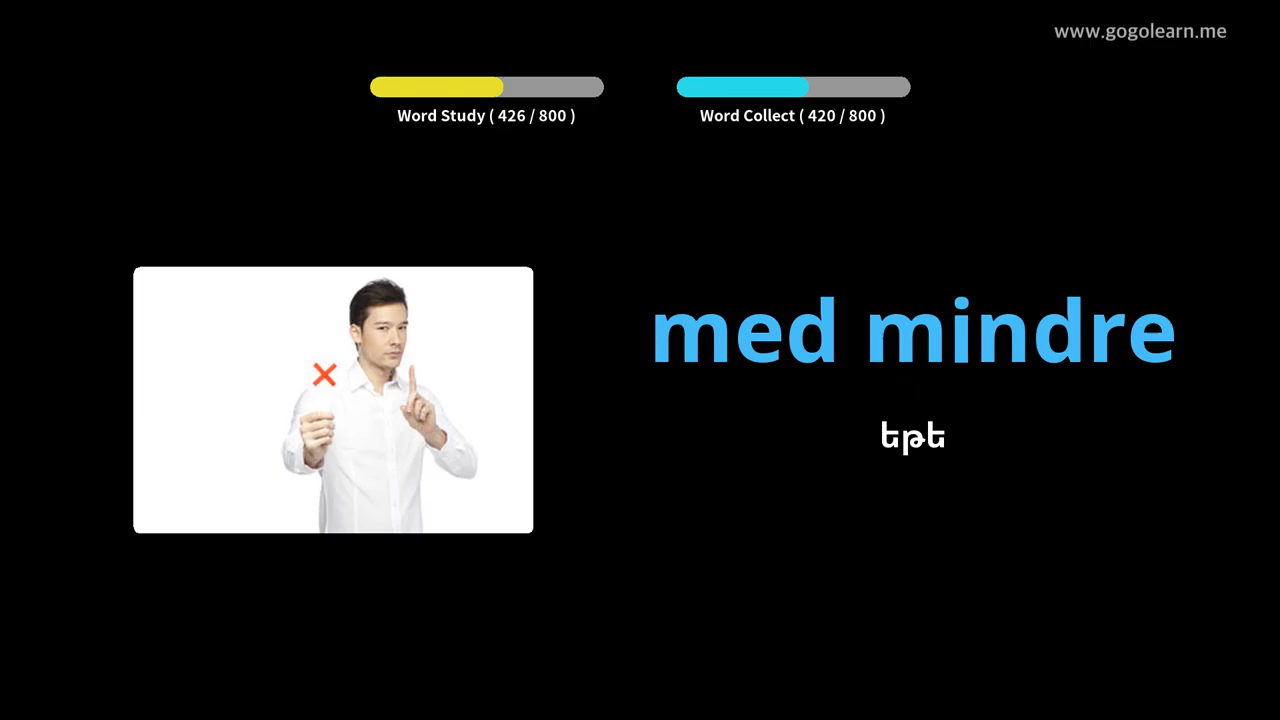 www.gogolearn.me
Word Study ( 426 / 800 )
Word Collect ( 420 / 800 )
med mindre
եթե